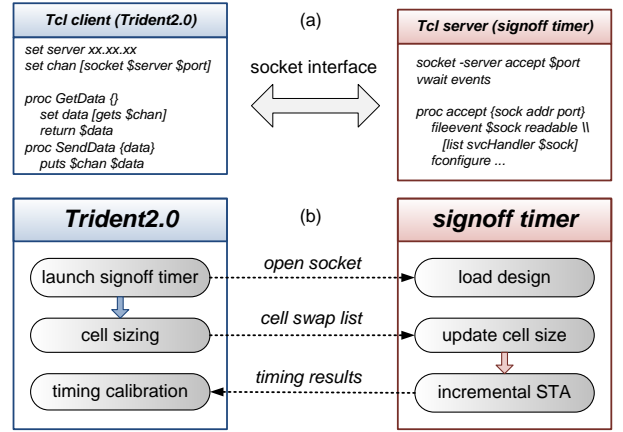 Tcl client (Trident2.0)
set server xx.xx.xx
set chan [socket $server $port]
proc GetData {}
set data [gets $chan]
return $data
proc SendData {data}
puts $chan $data
(a)
socket interface
Tcl server (signoff timer)
socket -server accept $port
vwait events
proc accept {sock addr port}
fileevent $sock readable \\
[list svcHandler $sock]
fconfigure ...
(b)
Trident2.0
signoff timer
launch signoff timer
open socket
load design
cell sizing
cell swap list
update cell size
timing calibration
timing results
incremental STA